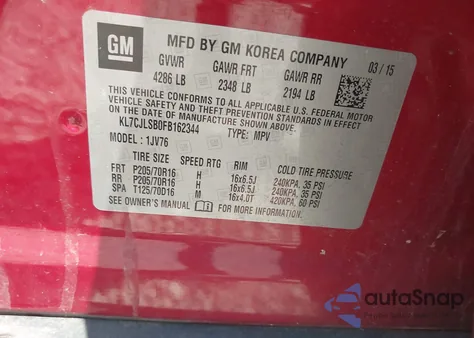 GM
MFD BY GM KOREA COMPANY
GVWR GAWR FRT GAWR RR 03 / 15
4286 LB 2348 LB 2194 LB
THIS VEHICLE CONFORMS TO ALL APPLICABLE U.S. FEDERAL MOTOR
VEHICLE SAFETY, BUMPER, AND THEFT PREVENTION STANDARDS IN
EFFECT ON THE DATE OF MANUFACTURE SHOWN ABOVE.
KL7CJLSB0FB162344 TYPE: MPV
MODEL: 1JV76
TIRE SIZE SPEED RTG RIM COLD TIRE PRESSURE
FRT P205/70R16 H 16x6.5J 240KPA, 35 PSI
RR P205/70R16 H 16x6.5J 240KPA, 35 PSI
SPA T125/70D16 M 16x4.0T 420KPA, 60 PSI
SEE OWNER'S MANUAL FOR MORE INFORMATION.
autoSnap